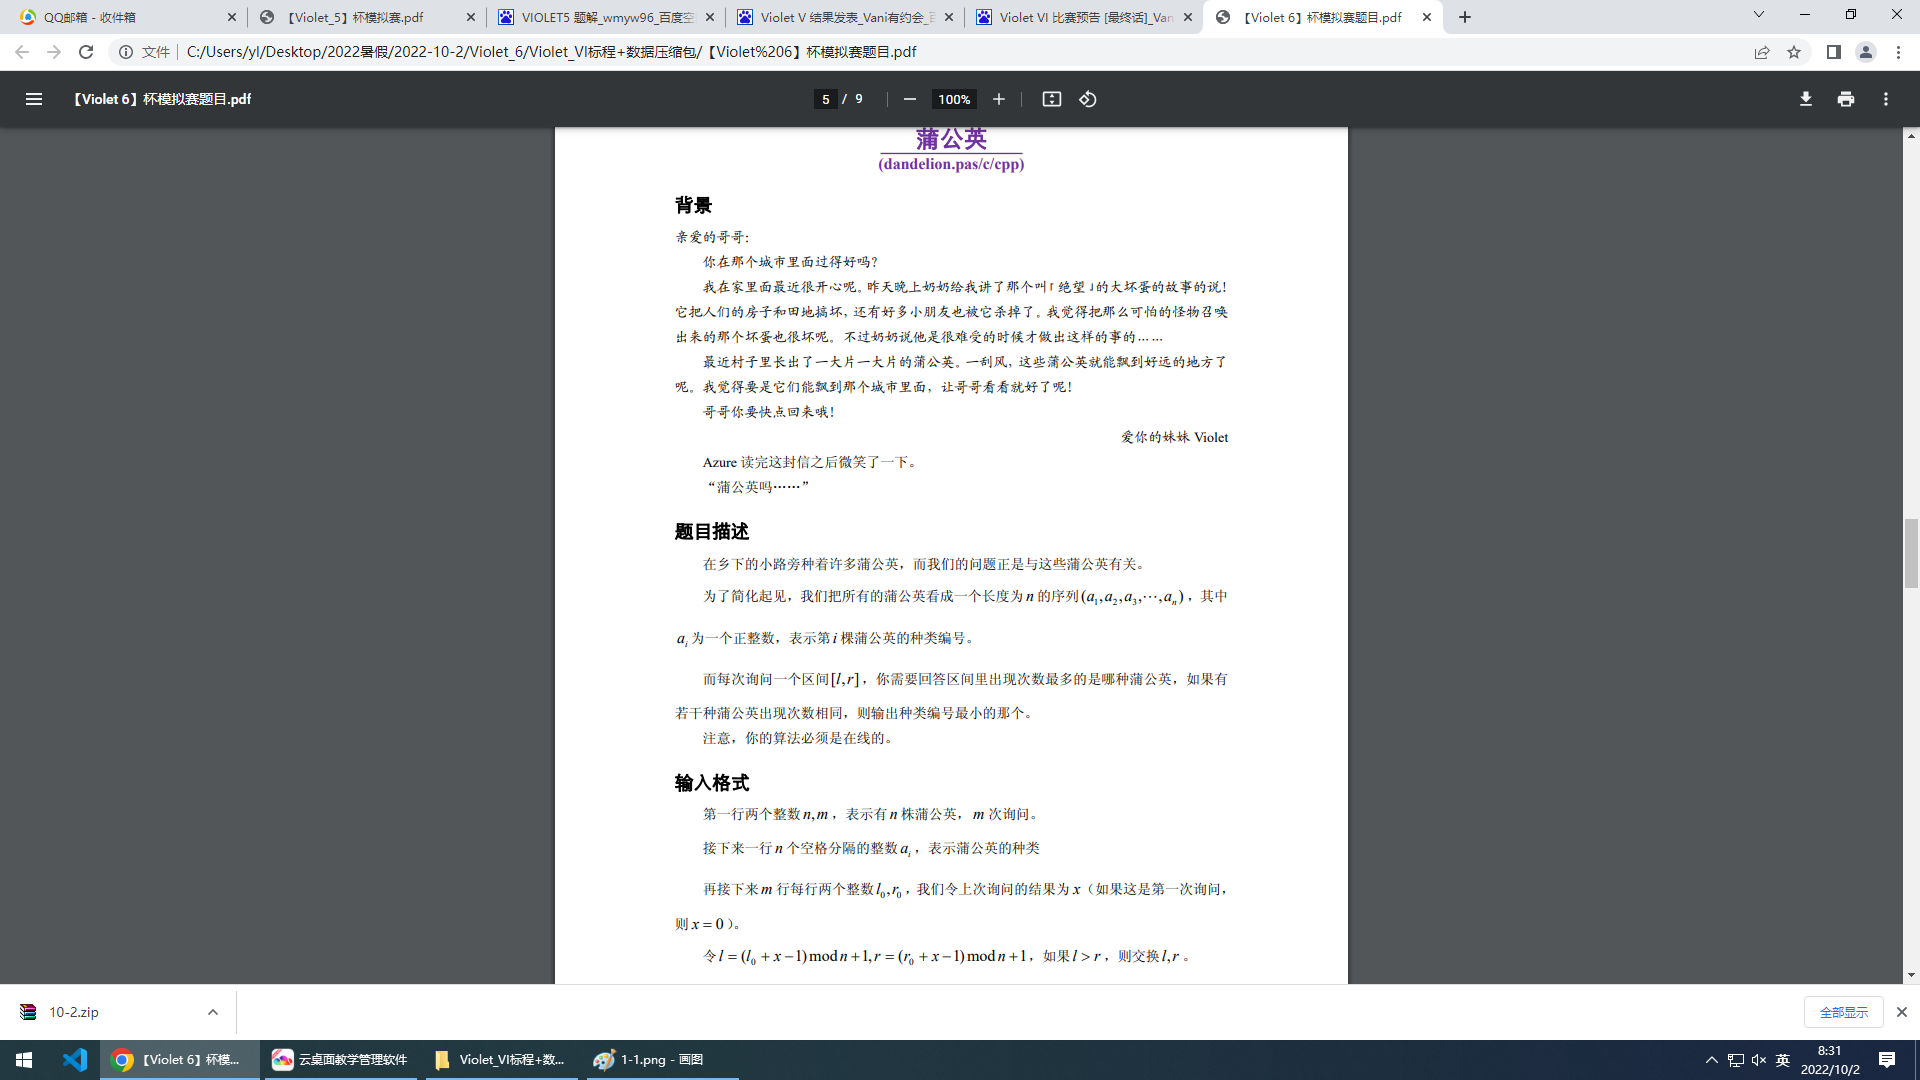 QQ邮箱 - 收件箱
【Violet_5】杯模拟赛.pdf
VIOLET5 题解_wmyw96_百度空
Violet V 结果发表_Vani有约会_百
Violet VI 比赛预告 [最终话]_Van
【Violet 6】杯模拟赛题目.pdf
文件 C:/Users/yl/Desktop/2022暑假/2022-10-2/Violet_6/Violet_VI标程+数据压缩包/【Violet%206】杯模拟赛题目.pdf
【Violet 6】杯模拟赛题目.pdf
5 / 9
100%
蒲公英
(dandelion.pas/c/cpp)
背景
亲爱的哥哥:
你在那个城市里面过得好吗?
我在家里面最近很开心呢。昨天晚上奶奶给我讲了那个叫「绝望」的大坏蛋的故事的说!
它把人们的房子和田地搞坏, 还有好多小朋友也被它杀掉了。我觉得把那么可怕的怪物召唤
出来的那个坏蛋也很坏呢。不过奶奶说他是很难受的时候才做出这样的事的……
最近村子里长出了一大片一大片的蒲公英。一刮风, 这些蒲公英就能飘到好远的地方了
呢。我觉得要是它们能飘到那个城市里面, 让哥哥看看就好了呢!
哥哥你要快点回来哦!
爱你的妹妹 Violet
Azure 读完这封信之后微笑了一下。
“蒲公英吗……”
题目描述
在乡下的小路旁种着许多蒲公英，而我们的问题正是与这些蒲公英有关。
为了简化起见，我们把所有的蒲公英看成一个长度为 n 的序列 (a₁,a₂,a₃,⋯,aₙ)，其中
aᵢ 为一个正整数，表示第 i 棵蒲公英的种类编号。
而每次询问一个区间[l,r]，你需要回答区间里出现次数最多的是哪种蒲公英，如果有
若干种蒲公英出现次数相同，则输出种类编号最小的那个。
注意，你的算法必须是在线的。
输入格式
第一行两个整数 n,m，表示有 n 株蒲公英，m 次询问。
接下来一行 n 个空格分隔的整数 aᵢ，表示蒲公英的种类
再接下来 m 行每行两个整数 l₀,r₀，我们令上次询问的结果为 x（如果这是第一次询问，
则 x = 0）。
令 l = (l₀ + x −1) mod n +1, r = (r₀ + x −1) mod n +1，如果 l > r，则交换 l,r。
10-2.zip
全部显示
【Violet 6】杯模...
云桌面教学管理软件
Violet_VI标程+数...
1-1.png - 画图
英
8:31
2022/10/2